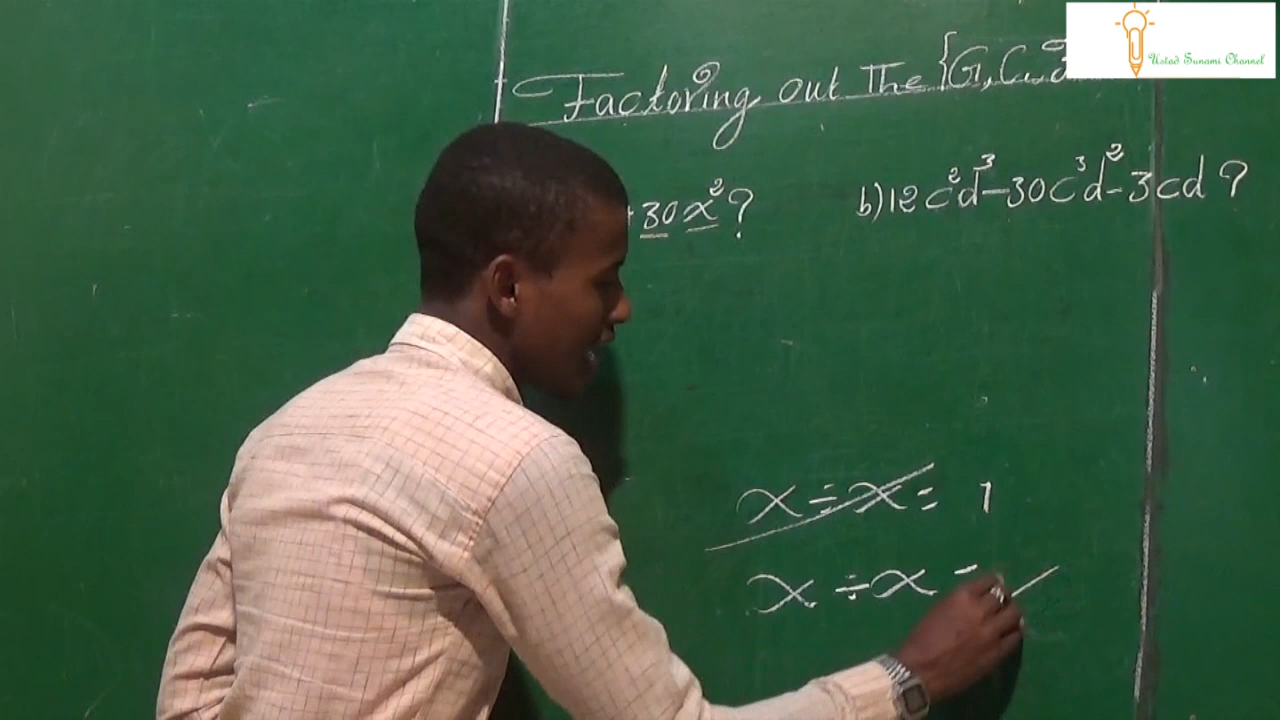 Ustad Sunami Channel
Factoring out The {G, C,
30x²? b) 12c²d³-30c³d²-3cd?
x ÷ x = 1
x ÷ x =